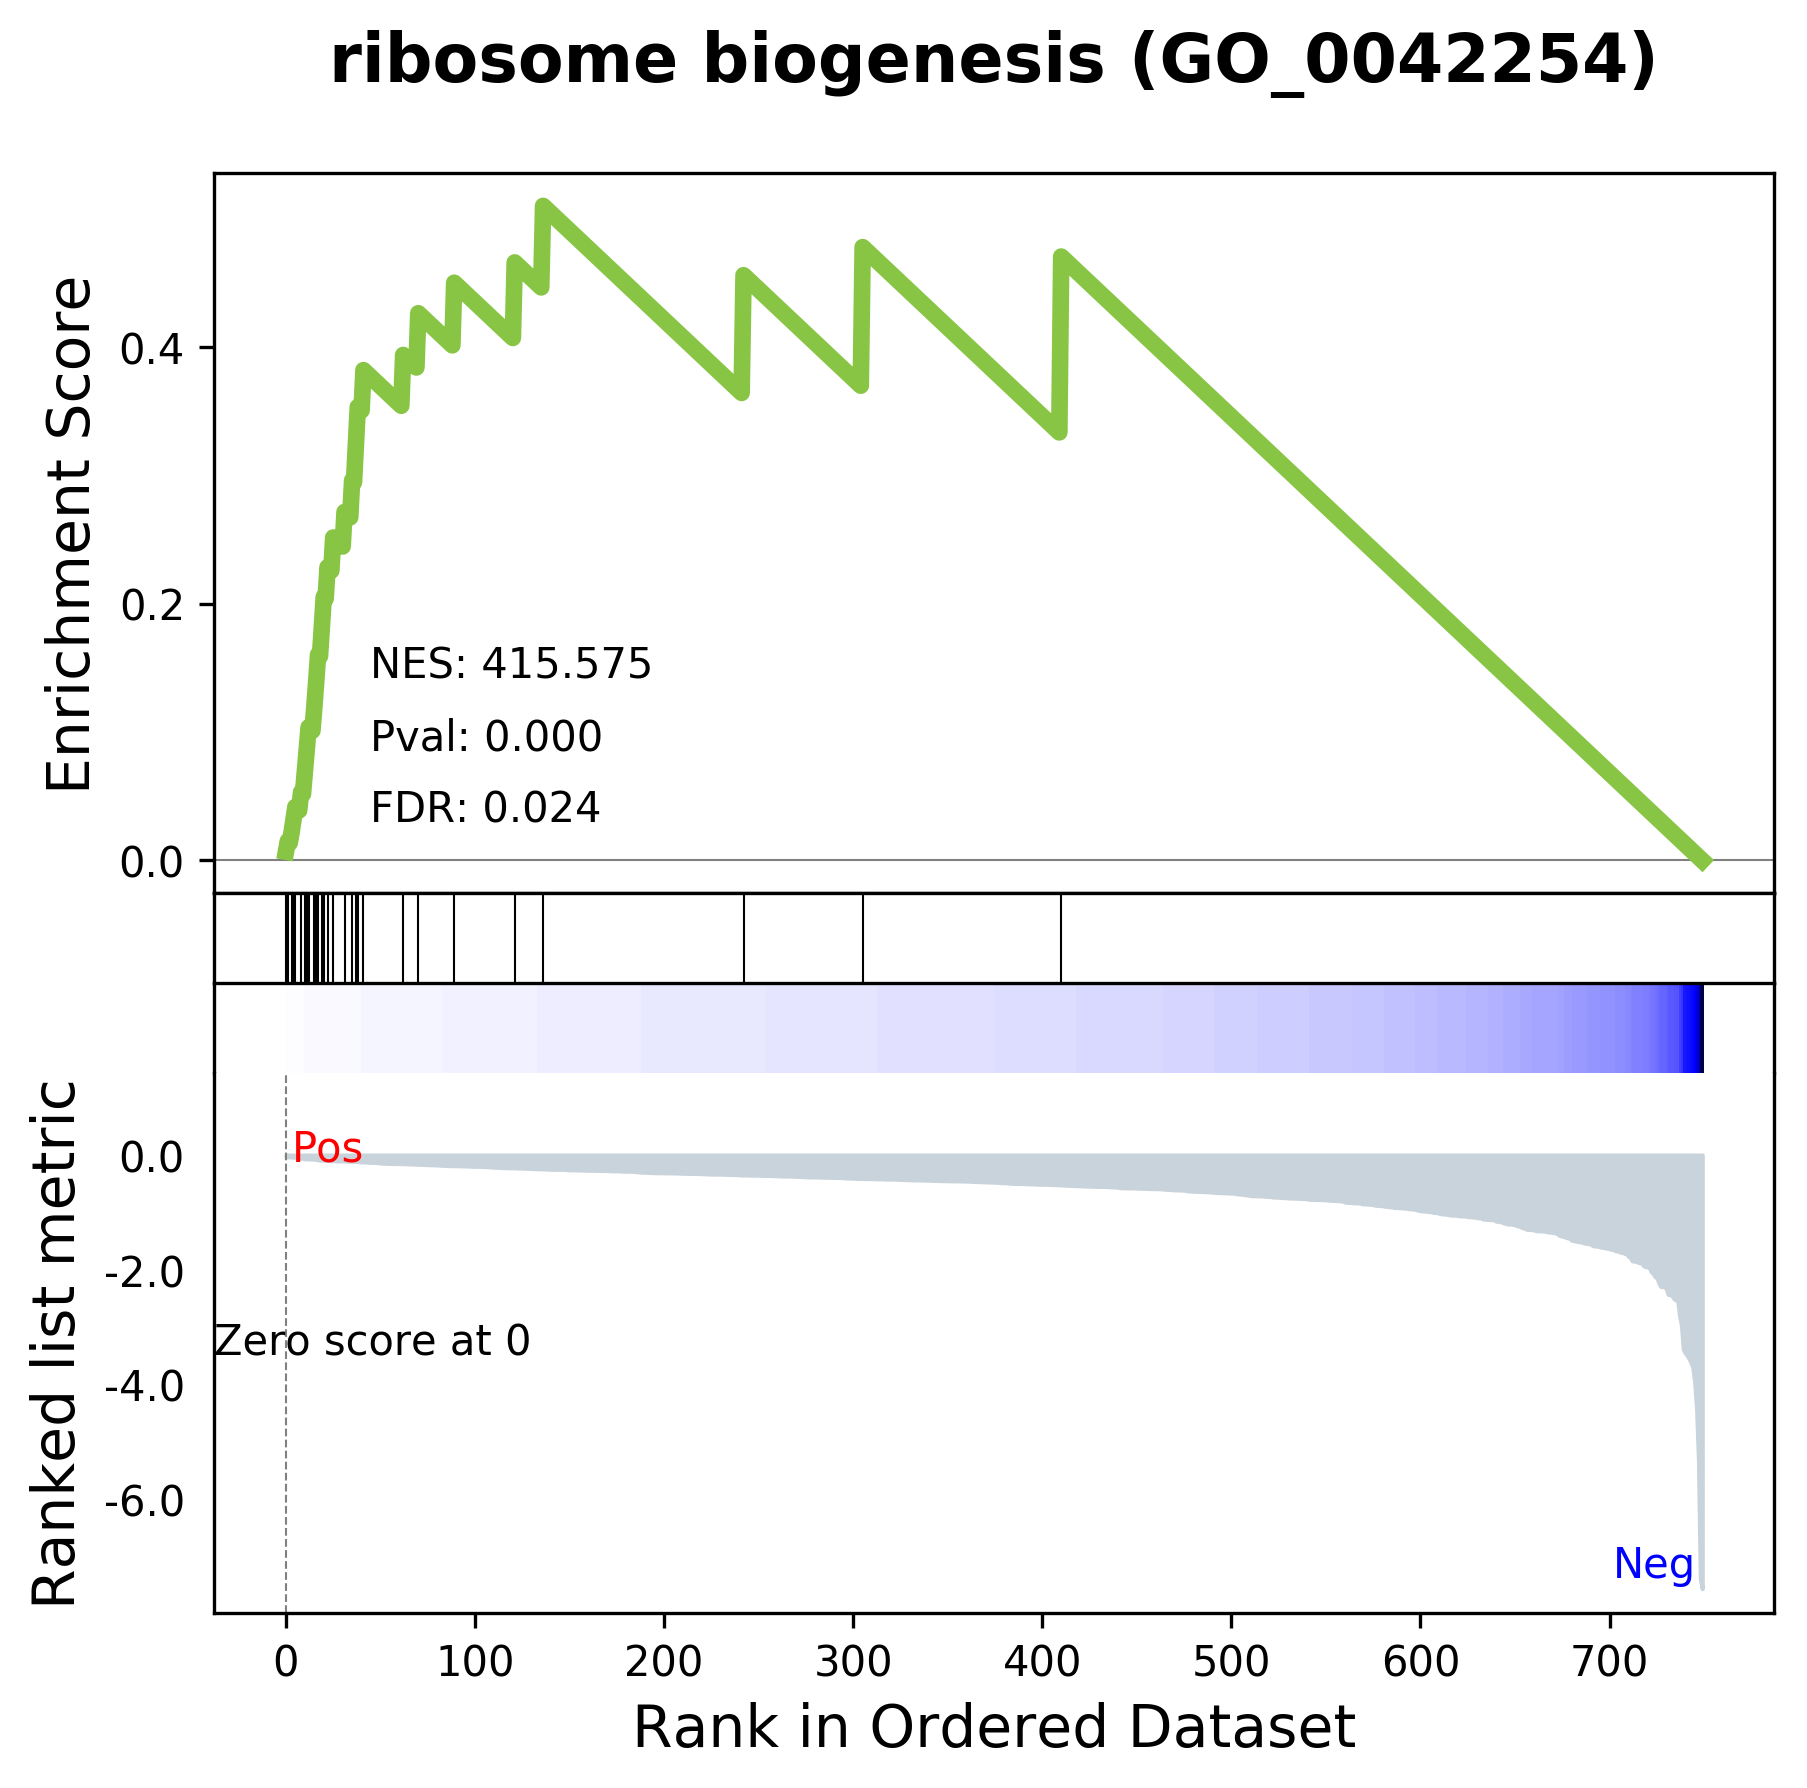 ribosome biogenesis (GO_0042254)
Enrichment Score
0.4
0.2
0.0
NES: 415.575
Pval: 0.000
FDR: 0.024
Ranked list metric
0.0
-2.0
-4.0
-6.0
Pos
Zero score at 0
Neg
0 100 200 300 400 500 600 700
Rank in Ordered Dataset